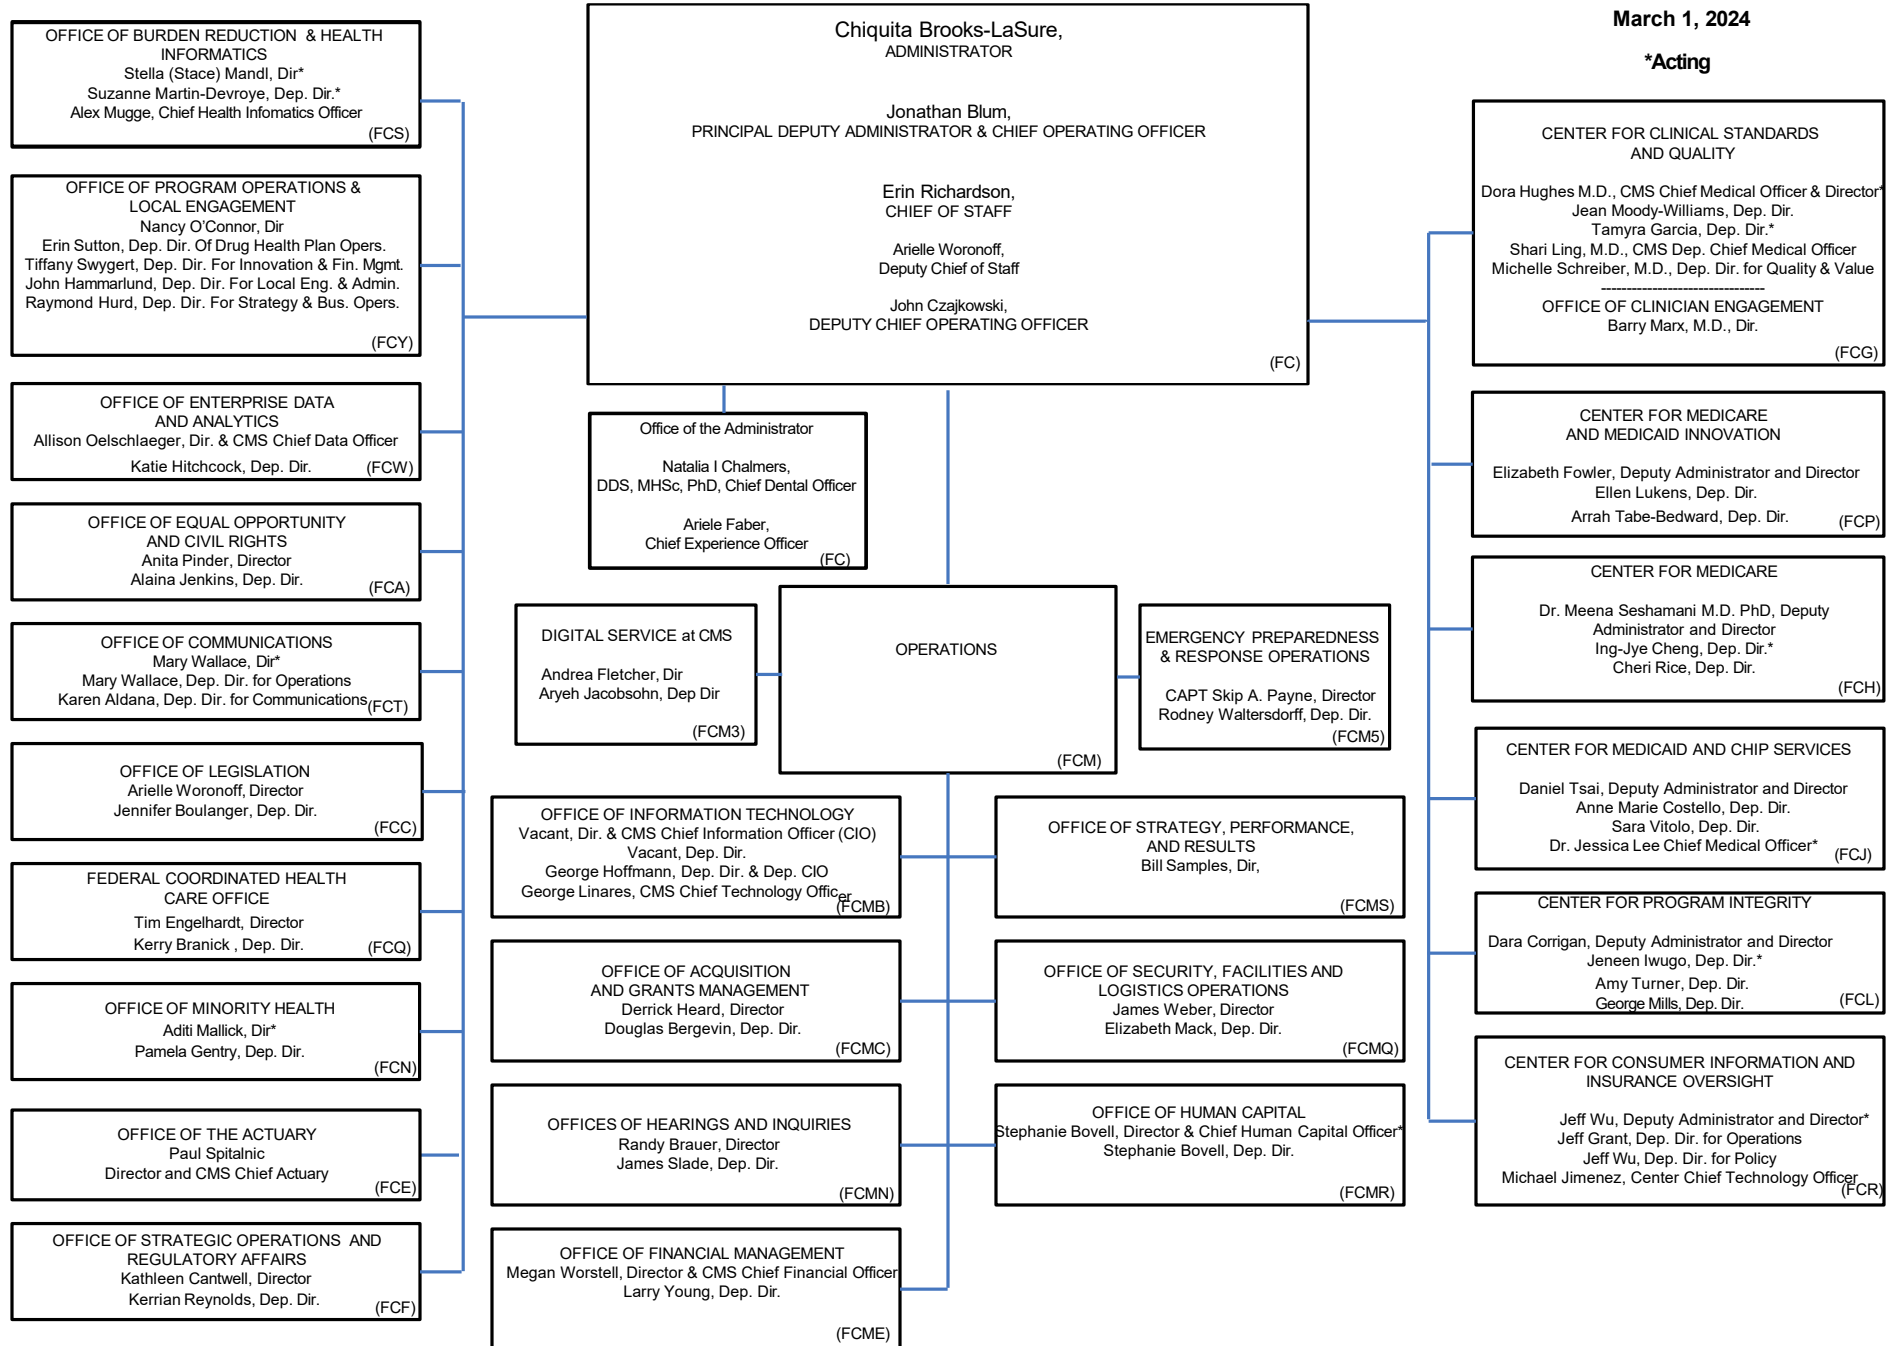 March 1, 2024
*Acting
OFFICE OF BURDEN REDUCTION & HEALTH
INFORMATICS
Stella (Stace) Mandl, Dir*
Suzanne Martin-Devroye, Dep. Dir.*
Alex Mugge, Chief Health Infomatics Officer
(FCS)
OFFICE OF PROGRAM OPERATIONS &
LOCAL ENGAGEMENT
Nancy O’Connor, Dir
Erin Sutton, Dep. Dir. Of Drug Health Plan Opers.
Tiffany Swygert, Dep. Dir. For Innovation & Fin. Mgmt.
John Hammarlund, Dep. Dir. For Local Eng. & Admin.
Raymond Hurd, Dep. Dir. For Strategy & Bus. Opers.
(FCY)
OFFICE OF ENTERPRISE DATA
AND ANALYTICS
Allison Oelschlaeger, Dir. & CMS Chief Data Officer
Katie Hitchcock, Dep. Dir.
(FCW)
OFFICE OF EQUAL OPPORTUNITY
AND CIVIL RIGHTS
Anita Pinder, Director
Alaina Jenkins, Dep. Dir.
(FCA)
OFFICE OF COMMUNICATIONS
Mary Wallace, Dir*
Mary Wallace, Dep. Dir. for Operations
Karen Aldana, Dep. Dir. for Communications
(FCT)
OFFICE OF LEGISLATION
Arielle Woronoff, Director
Jennifer Boulanger, Dep. Dir.
(FCC)
FEDERAL COORDINATED HEALTH
CARE OFFICE
Tim Engelhardt, Director
Kerry Branick , Dep. Dir.
(FCQ)
OFFICE OF MINORITY HEALTH
Aditi Mallick, Dir*
Pamela Gentry, Dep. Dir.
(FCN)
OFFICE OF THE ACTUARY
Paul Spitalnic
Director and CMS Chief Actuary
(FCE)
OFFICE OF STRATEGIC OPERATIONS AND
REGULATORY AFFAIRS
Kathleen Cantwell, Director
Kerrian Reynolds, Dep. Dir.
(FCF)
Chiquita Brooks-LaSure,
ADMINISTRATOR
Jonathan Blum,
PRINCIPAL DEPUTY ADMINISTRATOR & CHIEF OPERATING OFFICER
Erin Richardson,
CHIEF OF STAFF
Arielle Woronoff,
Deputy Chief of Staff
John Czajkowski,
DEPUTY CHIEF OPERATING OFFICER
(FC)
Office of the Administrator
Natalia I Chalmers,
DDS, MHSc, PhD, Chief Dental Officer
Ariele Faber,
Chief Experience Officer
(FC)
DIGITAL SERVICE at CMS
Andrea Fletcher, Dir
Aryeh Jacobsohn, Dep Dir
(FCM3)
OPERATIONS
(FCM)
EMERGENCY PREPAREDNESS
& RESPONSE OPERATIONS
CAPT Skip A. Payne, Director
Rodney Waltersdorff, Dep. Dir.
(FCM5)
OFFICE OF INFORMATION TECHNOLOGY
Vacant, Dir. & CMS Chief Information Officer (CIO)
Vacant, Dep. Dir.
George Hoffmann, Dep. Dir. & Dep. CIO
George Linares, CMS Chief Technology Officer
(FCMB)
OFFICE OF STRATEGY, PERFORMANCE,
AND RESULTS
Bill Samples, Dir,
(FCMS)
OFFICE OF ACQUISITION
AND GRANTS MANAGEMENT
Derrick Heard, Director
Douglas Bergevin, Dep. Dir.
(FCMC)
OFFICE OF SECURITY, FACILITIES AND
LOGISTICS OPERATIONS
James Weber, Director
Elizabeth Mack, Dep. Dir.
(FCMQ)
OFFICES OF HEARINGS AND INQUIRIES
Randy Brauer, Director
James Slade, Dep. Dir.
(FCMN)
OFFICE OF HUMAN CAPITAL
Stephanie Bovell, Director & Chief Human Capital Officer*
Stephanie Bovell, Dep. Dir.
(FCMR)
OFFICE OF FINANCIAL MANAGEMENT
Megan Worstell, Director & CMS Chief Financial Officer
Larry Young, Dep. Dir.
(FCME)
CENTER FOR CLINICAL STANDARDS
AND QUALITY
Dora Hughes M.D., CMS Chief Medical Officer & Director*
Jean Moody-Williams, Dep. Dir.
Tamyra Garcia, Dep. Dir.*
Shari Ling, M.D., CMS Dep. Chief Medical Officer
Michelle Schreiber, M.D., Dep. Dir. for Quality & Value
--------------------------------
OFFICE OF CLINICIAN ENGAGEMENT
Barry Marx, M.D., Dir.
(FCG)
CENTER FOR MEDICARE
AND MEDICAID INNOVATION
Elizabeth Fowler, Deputy Administrator and Director
Ellen Lukens, Dep. Dir.
Arrah Tabe-Bedward, Dep. Dir.
(FCP)
CENTER FOR MEDICARE
Dr. Meena Seshamani M.D. PhD, Deputy
Administrator and Director
Ing-Jye Cheng, Dep. Dir.*
Cheri Rice, Dep. Dir.
(FCH)
CENTER FOR MEDICAID AND CHIP SERVICES
Daniel Tsai, Deputy Administrator and Director
Anne Marie Costello, Dep. Dir.
Sara Vitolo, Dep. Dir.
Dr. Jessica Lee Chief Medical Officer*
(FCJ)
CENTER FOR PROGRAM INTEGRITY
Dara Corrigan, Deputy Administrator and Director
Jeneen Iwugo, Dep. Dir.*
Amy Turner, Dep. Dir.
George Mills, Dep. Dir.
(FCL)
CENTER FOR CONSUMER INFORMATION AND
INSURANCE OVERSIGHT
Jeff Wu, Deputy Administrator and Director*
Jeff Grant, Dep. Dir. for Operations
Jeff Wu, Dep. Dir. for Policy
Michael Jimenez, Center Chief Technology Officer
(FCR)